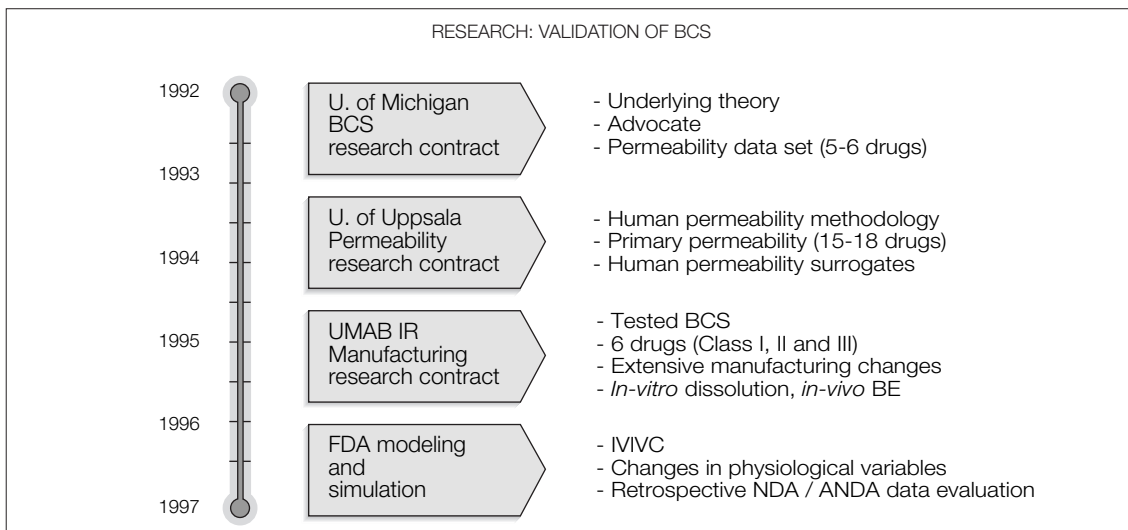 RESEARCH: VALIDATION OF BCS
1992
U. of Michigan
BCS
research contract
- Underlying theory
- Advocate
- Permeability data set (5-6 drugs)
1993
U. of Uppsala
Permeability
research contract
- Human permeability methodology
- Primary permeability (15-18 drugs)
- Human permeability surrogates
1994
UMAB IR
Manufacturing
research contract
- Tested BCS
- 6 drugs (Class I, II and III)
- Extensive manufacturing changes
- In-vitro dissolution, in-vivo BE
1995
1996
FDA modeling
and
simulation
- IVIVC
- Changes in physiological variables
- Retrospective NDA / ANDA data evaluation
1997